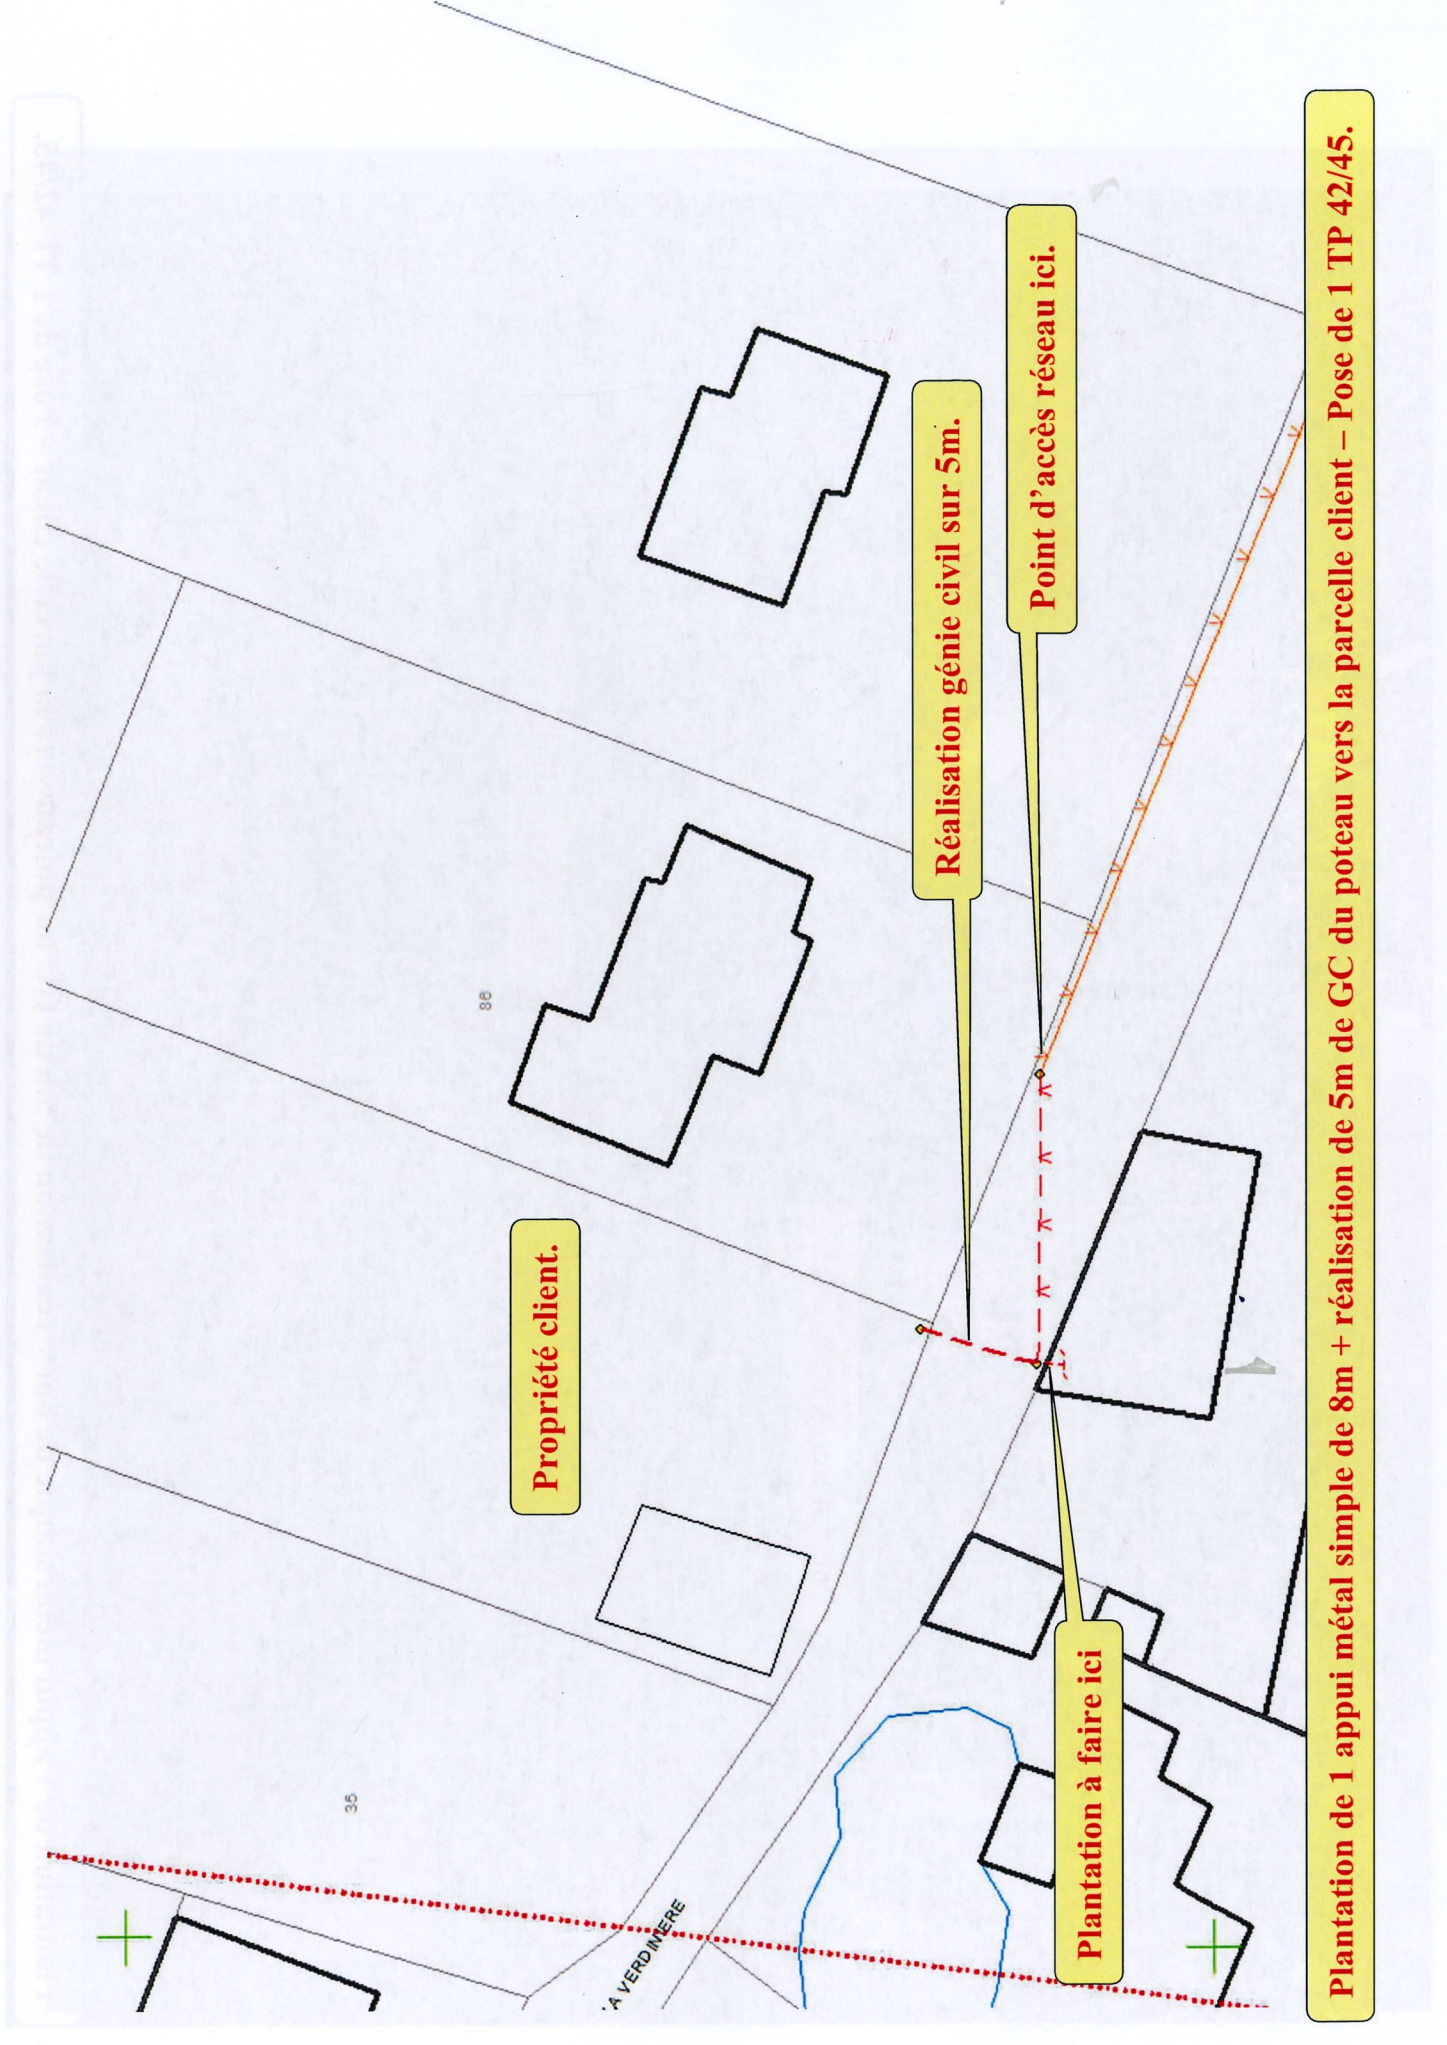 Propriété client.
Réalisation génie civil sur 5m.
Point d'accès réseau ici.
Plantation à faire ici
86
35
LA VERDINIERE
Plantation de 1 appui métal simple de 8m + réalisation de 5m de GC du poteau vers la parcelle client – Pose de 1 TP 42/45.